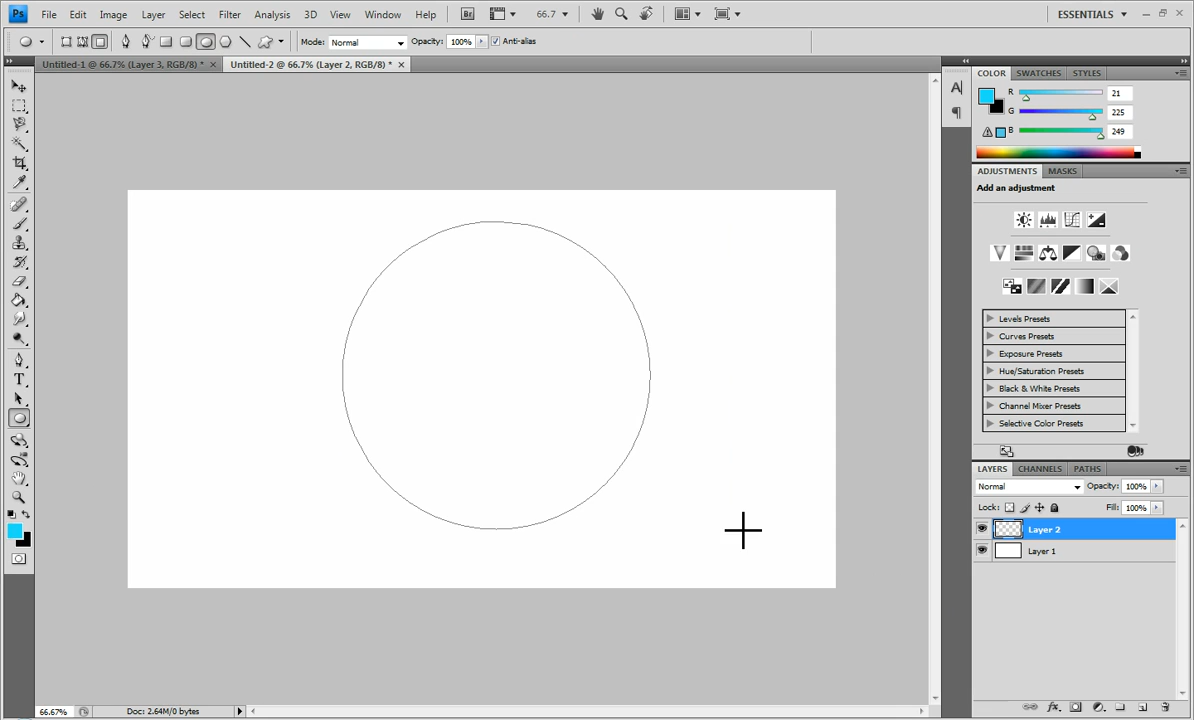 Ps File Edit Image Layer Select Filter Analysis 3D View Window Help Br 66.7 ESSENTIALS
Mode: Normal Opacity: 100% Anti-alias
Untitled-1 @ 66.7% (Layer 3, RGB/8) * × Untitled-2 @ 66.7% (Layer 2, RGB/8) * ×
COLOR SWATCHES STYLES
R 21
G 225
B 249
ADJUSTMENTS MASKS
Add an adjustment
Levels Presets
Curves Presets
Exposure Presets
Hue/Saturation Presets
Black & White Presets
Channel Mixer Presets
Selective Color Presets
LAYERS CHANNELS PATHS
Normal Opacity: 100%
Lock: Fill: 100%
Layer 2
Layer 1
66.67% Doc: 2.64M/0 bytes